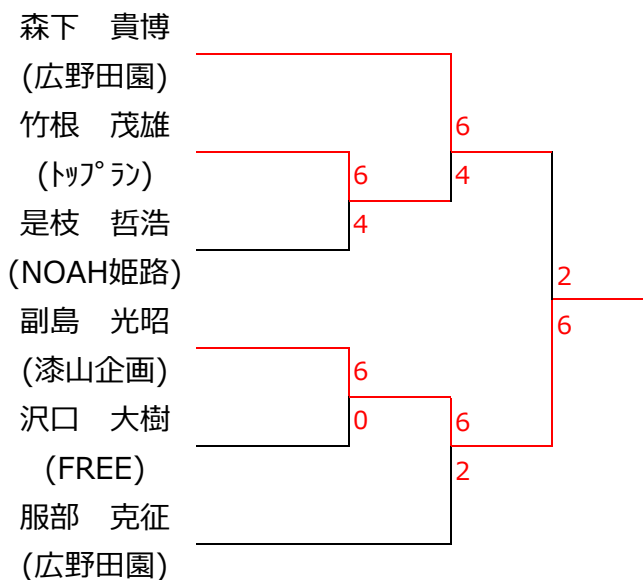 森下　貴博
(広野田園)
竹根　茂雄
(ﾄｯﾌﾟﾗﾝ)
是枝　哲浩
(NOAH姫路)
副島　光昭
(漆山企画)
沢口　大樹
(FREE)
服部　克征
(広野田園)
6
4
6
4
2
6
6
0
6
2